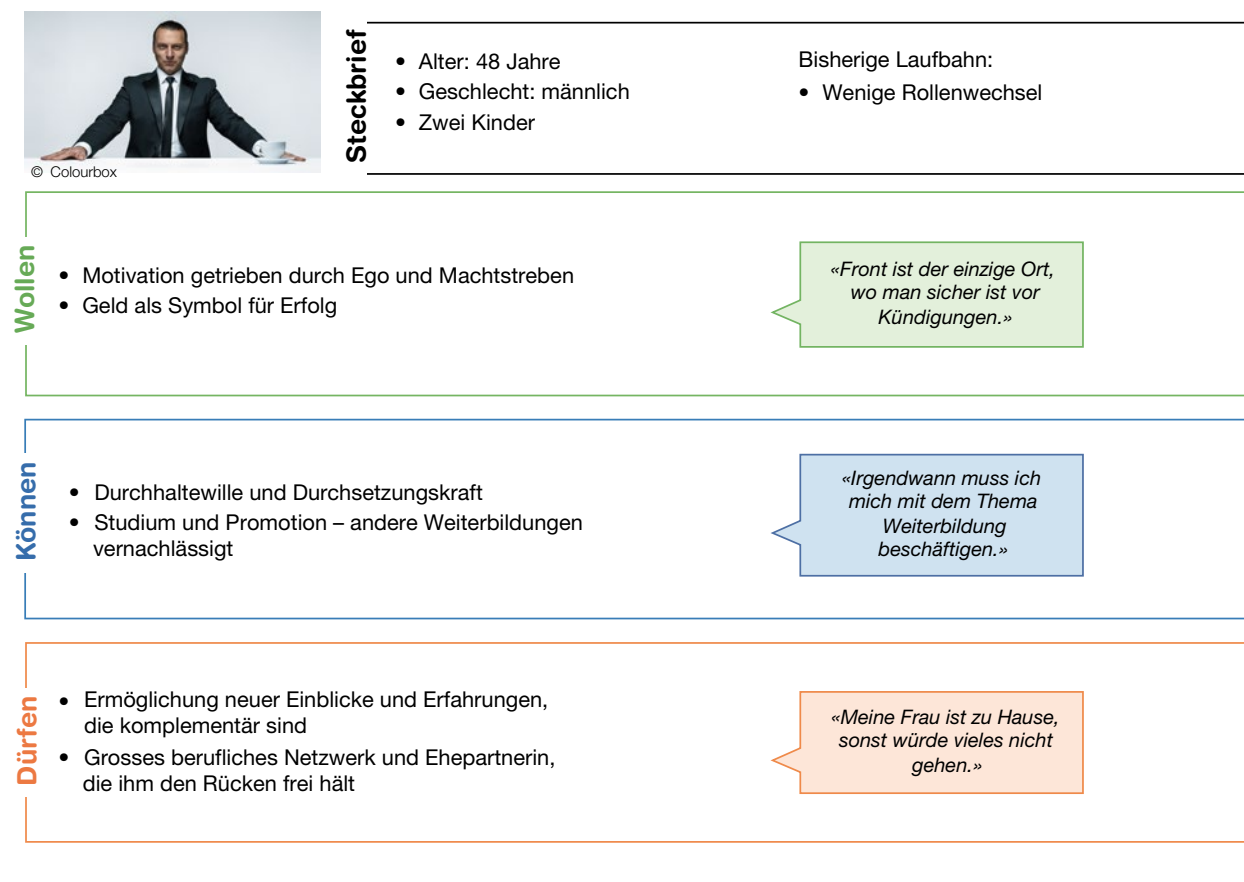 © Colourbox
Steckbrief
• Alter: 48 Jahre
• Geschlecht: männlich
• Zwei Kinder
Bisherige Laufbahn:
• Wenige Rollenwechsel
Wollen
• Motivation getrieben durch Ego und Machtstreben
• Geld als Symbol für Erfolg
«Front ist der einzige Ort,
wo man sicher ist vor
Kündigungen.»
Können
• Durchhaltewille und Durchsetzungskraft
• Studium und Promotion – andere Weiterbildungen
vernachlässigt
«Irgendwann muss ich
mich mit dem Thema
Weiterbildung
beschäftigen.»
Dürfen
• Ermöglichung neuer Einblicke und Erfahrungen,
die komplementär sind
• Grosses berufliches Netzwerk und Ehepartnerin,
die ihm den Rücken frei hält
«Meine Frau ist zu Hause,
sonst würde vieles nicht
gehen.»